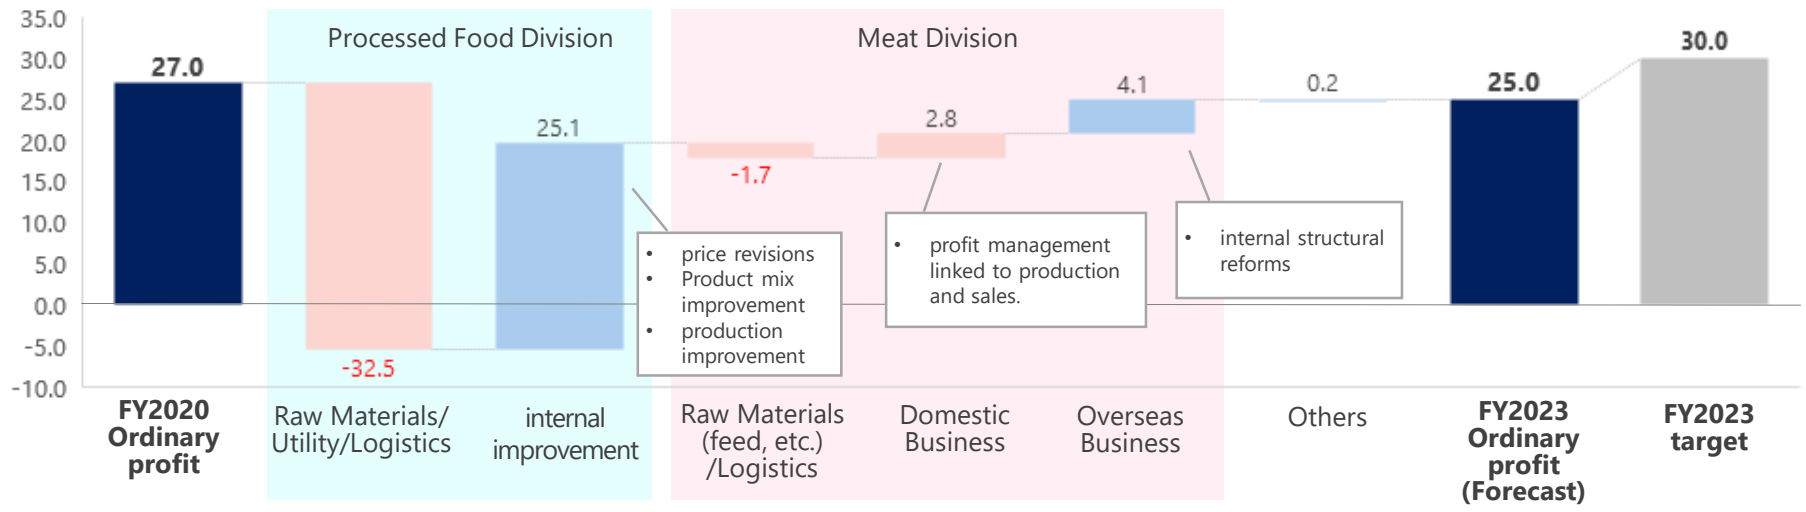 35.0
30.0
25.0
20.0
15.0
10.0
5.0
0.0
-5.0
-10.0
Processed Food Division
Meat Division
27.0
-32.5
25.1
-1.7
2.8
4.1
0.2
25.0
30.0
• price revisions
• Product mix
improvement
• production
improvement
• profit management
linked to production
and sales.
• internal structural
reforms
FY2020
Ordinary
profit
Raw Materials/
Utility/Logistics
internal
improvement
Raw Materials
(feed, etc.)
/Logistics
Domestic
Business
Overseas
Business
Others
FY2023
Ordinary
profit
(Forecast)
FY2023
target